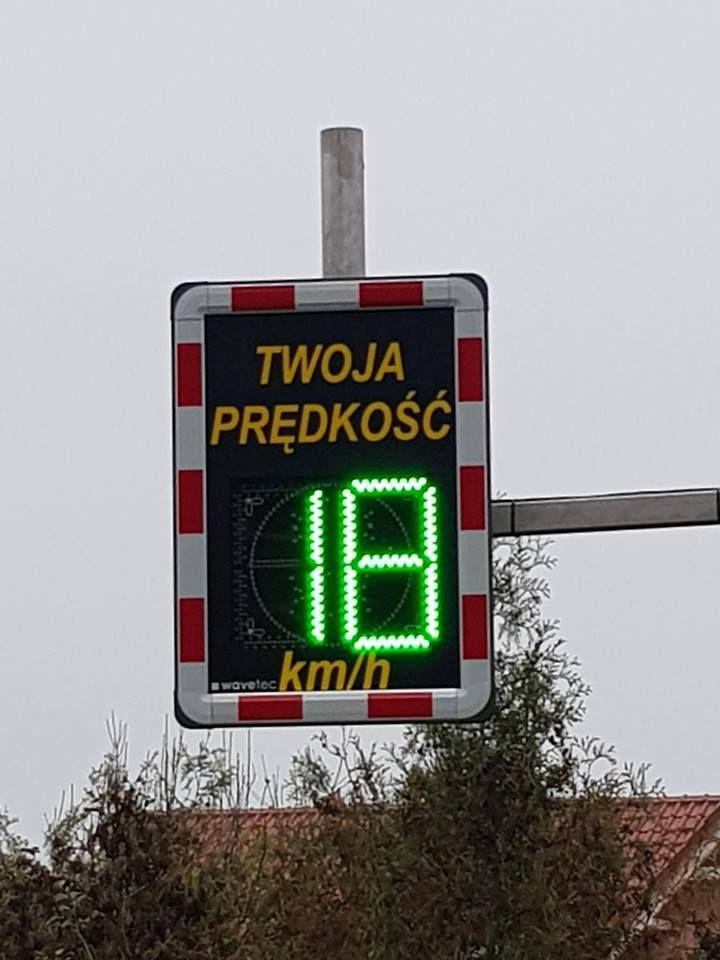 TWOJA
PRĘDKOŚĆ
18
km/h
wavetec